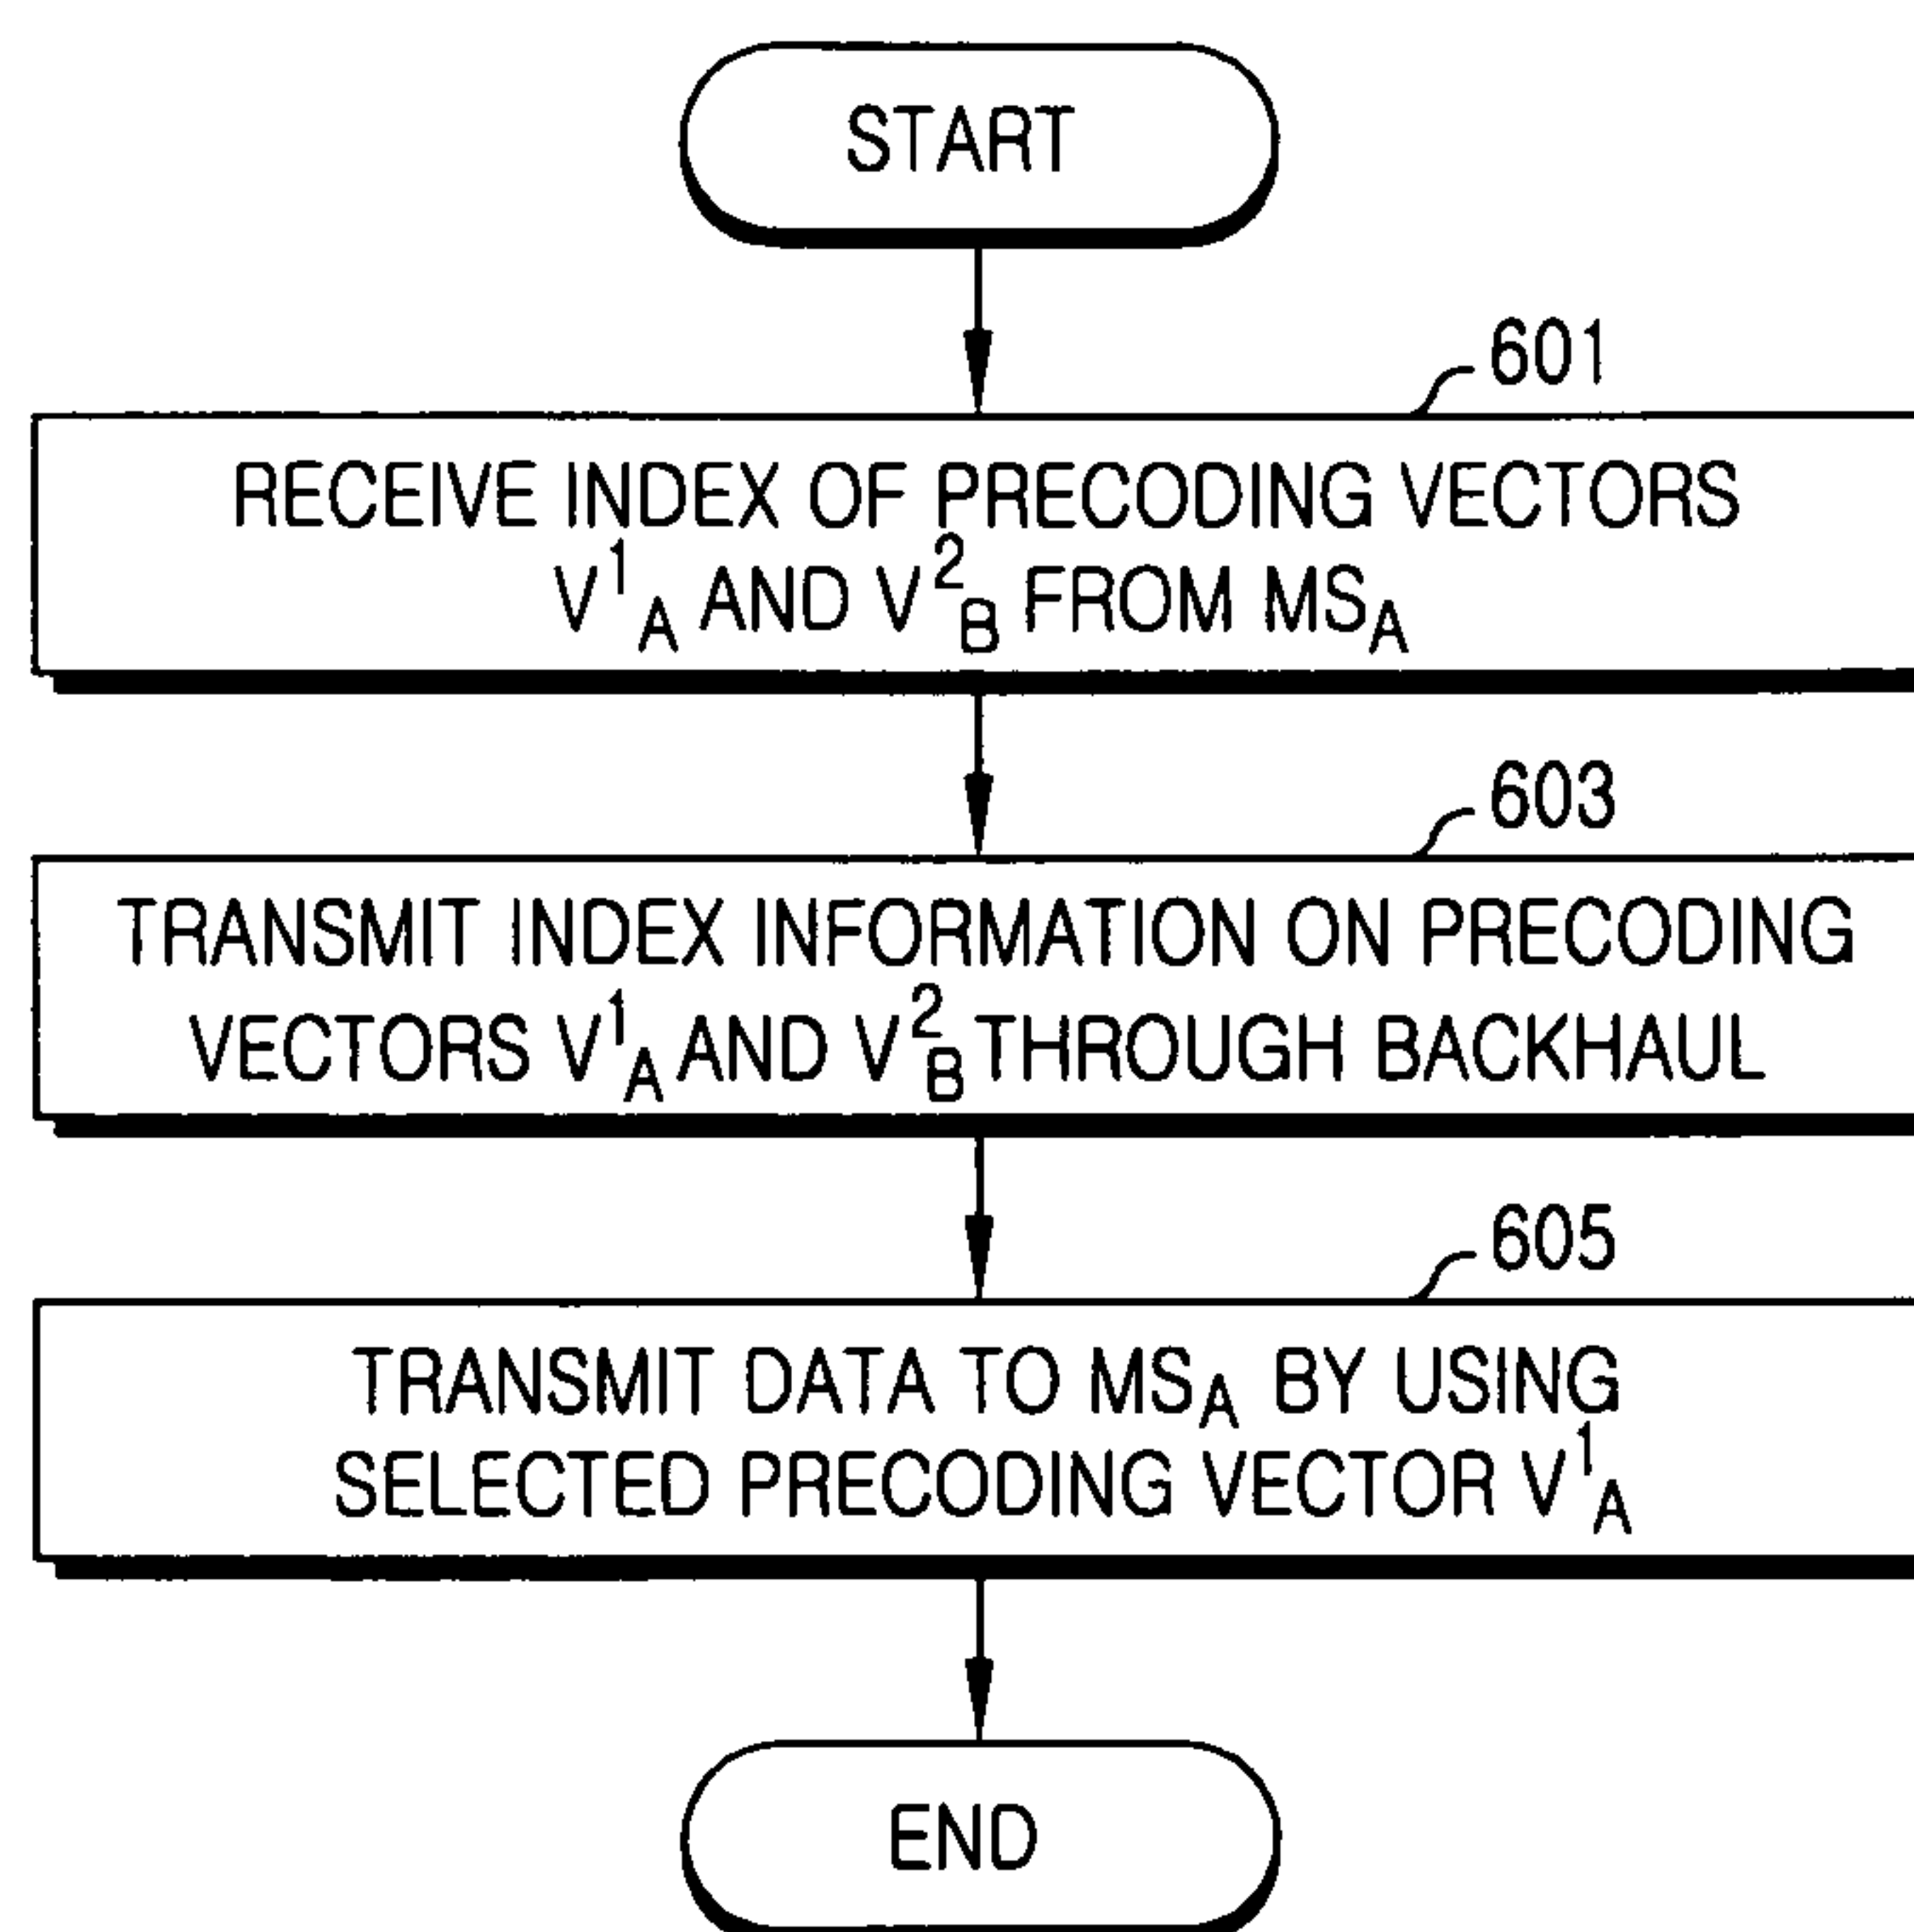 START
601
RECEIVE INDEX OF PRECODING VECTORS
V¹A AND V²B FROM MSA
603
TRANSMIT INDEX INFORMATION ON PRECODING
VECTORS V¹A AND V²B THROUGH BACKHAUL
605
TRANSMIT DATA TO MSA BY USING
SELECTED PRECODING VECTOR V¹A
END